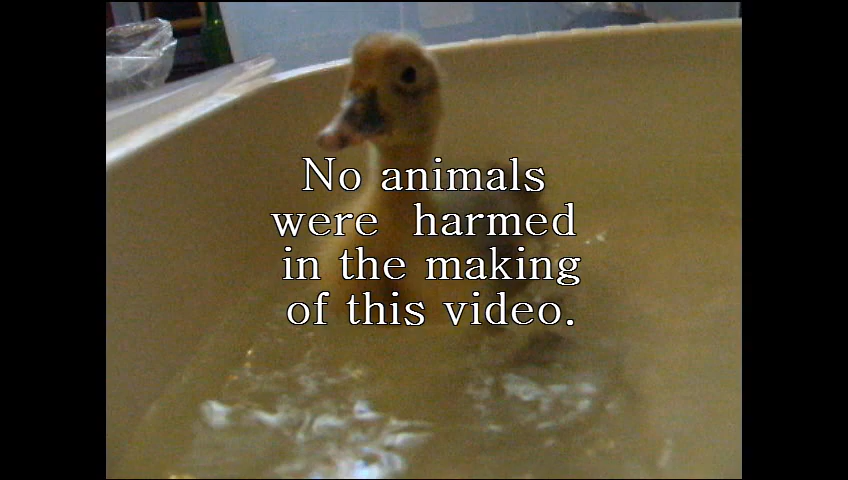 No animals
were harmed
in the making
of this video.